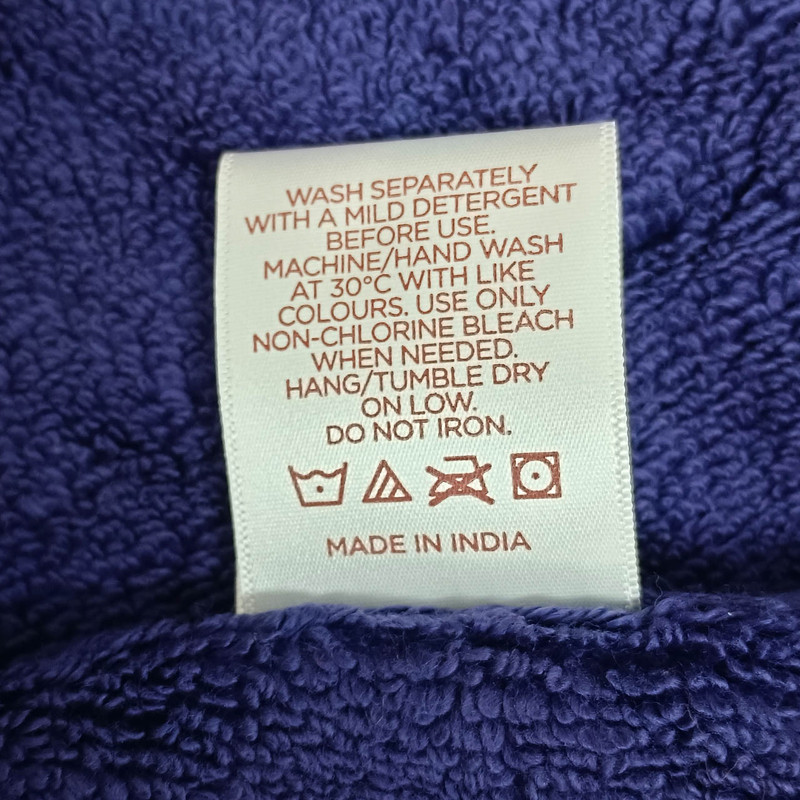 WASH SEPARATELY
WITH A MILD DETERGENT
BEFORE USE.
MACHINE/HAND WASH
AT 30°C WITH LIKE
COLOURS. USE ONLY
NON-CHLORINE BLEACH
WHEN NEEDED.
HANG/TUMBLE DRY
ON LOW.
DO NOT IRON.
MADE IN INDIA